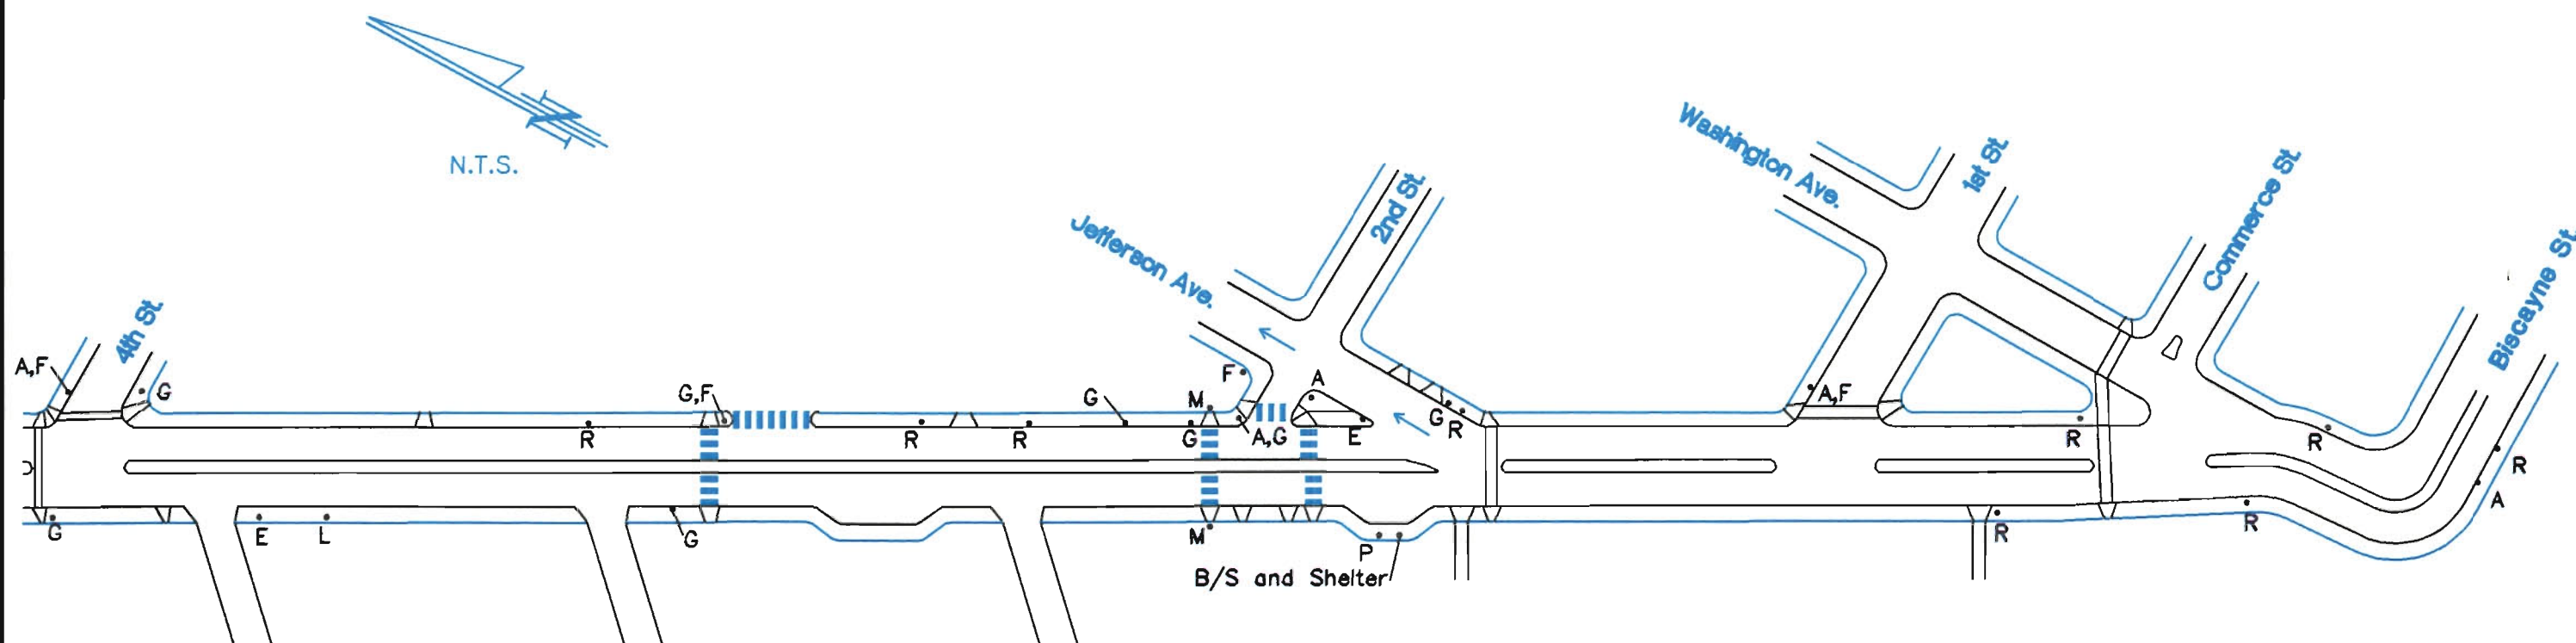 N
N.T.S.
Washington Ave.
1st St
Commerce St
Biscayne St.
Jefferson Ave.
2nd St.
4th St.
A,F
G
G,F
G
M
F
A
A,F
R
R
R
G
A,G
E
G
R
R
R
R
A
G
E
L
G
M
P
R
R
B/S and Shelter